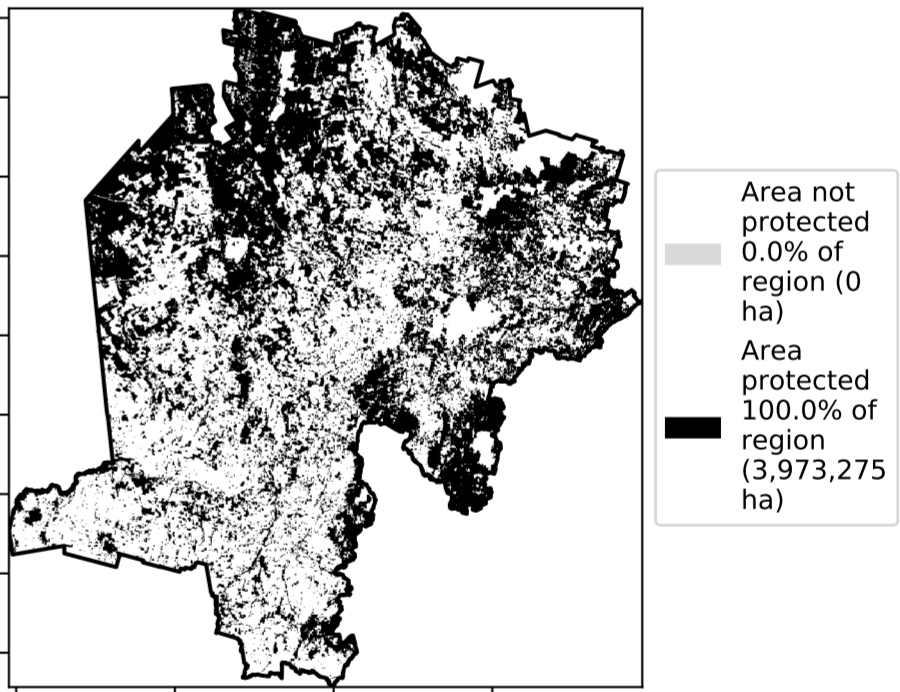 Area not
protected
0.0% of
region (0
ha)
Area
protected
100.0% of
region
(3,973,275
ha)